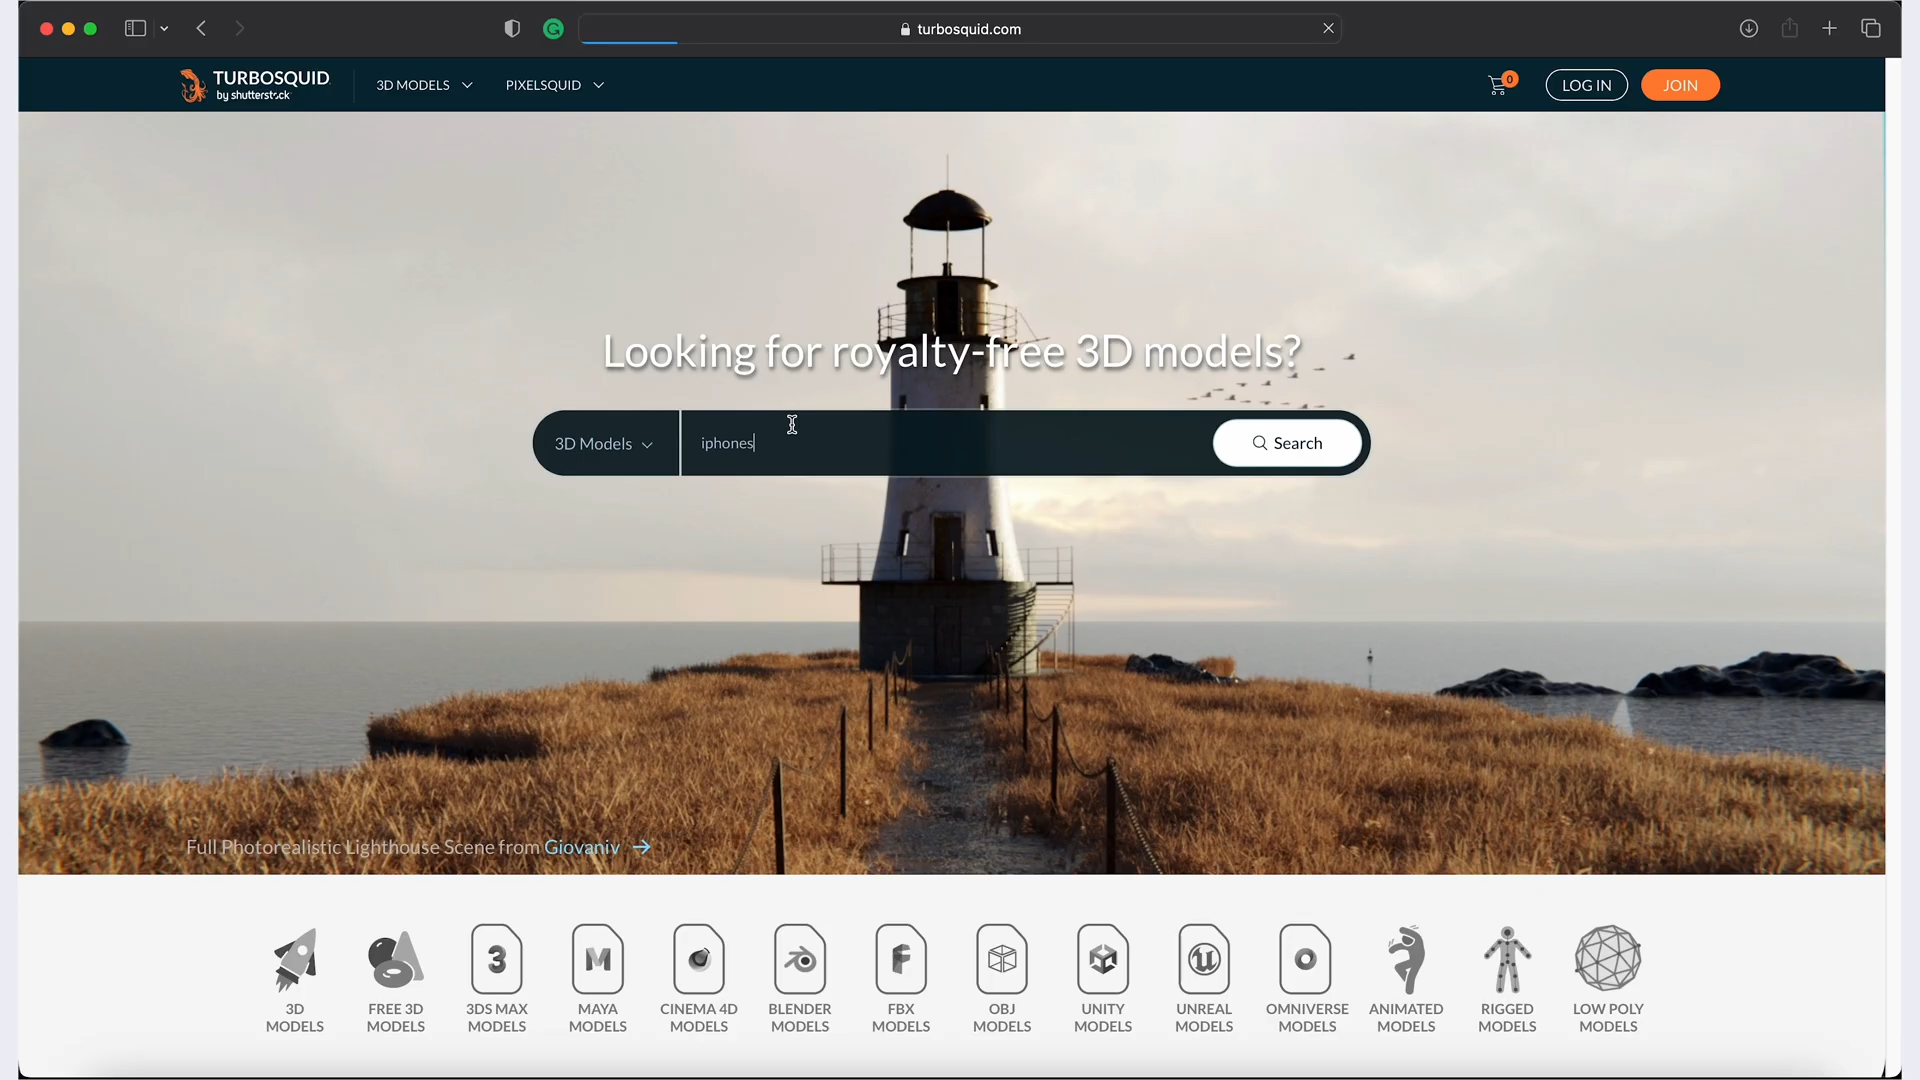 turbosquid.com
TURBOSQUID
by shutterstock
3D MODELS
PIXELSQUID
0
LOG IN
JOIN
Looking for royalty-free 3D models?
3D Models
iphones
Search
Full Photorealistic Lighthouse Scene from Giovaniv →
3D
MODELS
FREE 3D
MODELS
3
3DS MAX
MODELS
M
MAYA
MODELS
CINEMA 4D
MODELS
BLENDER
MODELS
F
FBX
MODELS
OBJ
MODELS
UNITY
MODELS
UNREAL
MODELS
OMNIVERSE
MODELS
ANIMATED
MODELS
RIGGED
MODELS
LOW POLY
MODELS